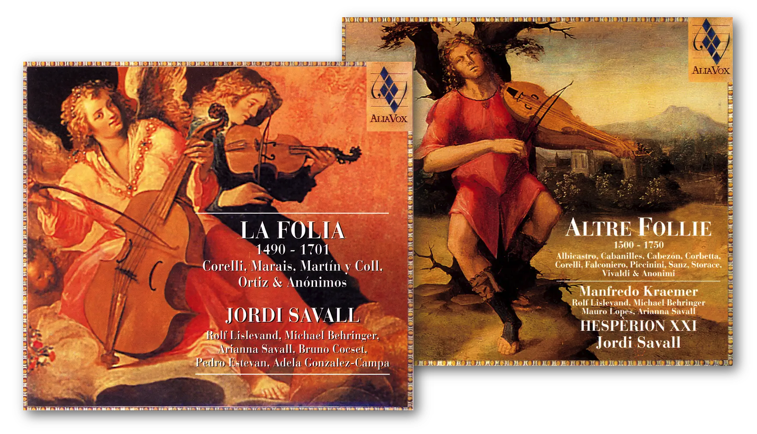 ALIAVOX
LA FOLIA
1490 - 1701
Corelli, Marais, Martín y Coll,
Ortiz & Anónimos
JORDI SAVALL
Rolf Lislevand, Michael Behringer,
Arianna Savall, Bruno Cocset,
Pedro Estevan, Adela Gonzalez-Campa
ALIAVOX
ALTRE FOLLIE
1500 - 1750
Albicastro, Cabanilles, Cabezón, Corbetta,
Corelli, Falconiero, Piccinini, Sanz, Storace,
Vivaldi & Anonimi
Manfredo Kraemer
Rolf Lislevand, Michael Behringer
Mauro Lopes, Arianna Savall
HESPÈRION XXI
Jordi Savall